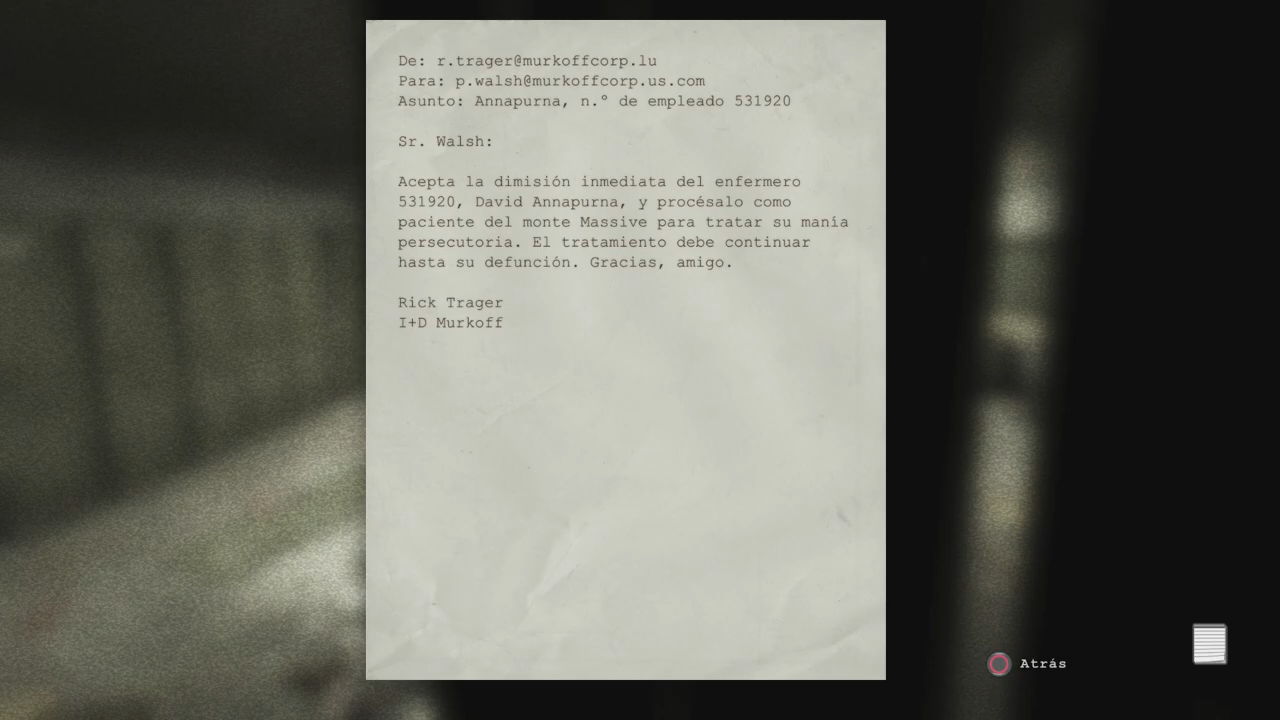 De: r.trager@murkoffcorp.lu
Para: p.walsh@murkoffcorp.us.com
Asunto: Annapurna, n.º de empleado 531920
Sr. Walsh:
Acepta la dimisión inmediata del enfermero
531920, David Annapurna, y procésalo como
paciente del monte Massive para tratar su manía
persecutoria. El tratamiento debe continuar
hasta su defunción. Gracias, amigo.
Rick Trager
I+D Murkoff
Atrás